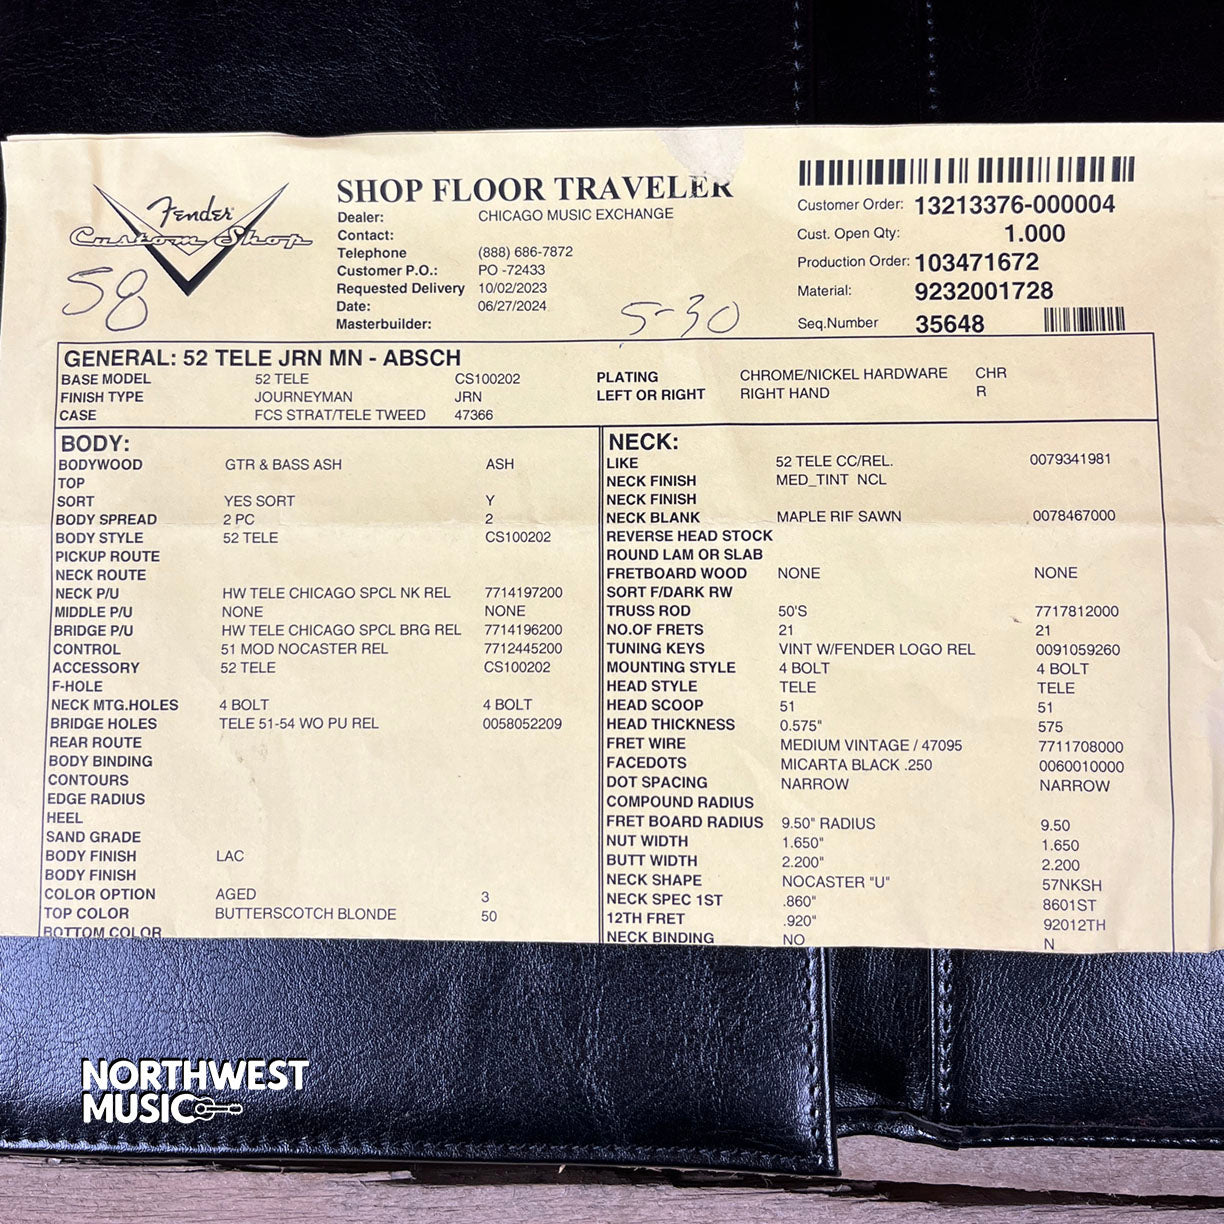 Fender
Custom Shop
58
SHOP FLOOR TRAVELER
Dealer: CHICAGO MUSIC EXCHANGE
Contact:
Telephone (888) 686-7872
Customer P.O.: PO -72433
Requested Delivery 10/02/2023
Date: 06/27/2024
Masterbuilder:
5-30
Customer Order: 13213376-000004
Cust. Open Qty: 1.000
Production Order: 103471672
Material: 9232001728
Seq.Number 35648
GENERAL: 52 TELE JRN MN - ABSCH
BASE MODEL 52 TELE CS100202 PLATING CHROME/NICKEL HARDWARE CHR
FINISH TYPE JOURNEYMAN JRN LEFT OR RIGHT RIGHT HAND R
CASE FCS STRAT/TELE TWEED 47366
BODY:
BODYWOOD GTR & BASS ASH ASH
TOP
SORT YES SORT Y
BODY SPREAD 2 PC 2
BODY STYLE 52 TELE CS100202
PICKUP ROUTE
NECK ROUTE
NECK P/U HW TELE CHICAGO SPCL NK REL 7714197200
MIDDLE P/U NONE NONE
BRIDGE P/U HW TELE CHICAGO SPCL BRG REL 7714196200
CONTROL 51 MOD NOCASTER REL 7712445200
ACCESSORY 52 TELE CS100202
F-HOLE
NECK MTG.HOLES 4 BOLT 4 BOLT
BRIDGE HOLES TELE 51-54 WO PU REL 0058052209
REAR ROUTE
BODY BINDING
CONTOURS
EDGE RADIUS
HEEL
SAND GRADE
BODY FINISH LAC
BODY FINISH
COLOR OPTION AGED 3
TOP COLOR BUTTERSCOTCH BLONDE 50
BOTTOM COLOR
NECK:
LIKE 52 TELE CC/REL. 0079341981
NECK FINISH MED_TINT NCL
NECK FINISH
NECK BLANK MAPLE RIF SAWN 0078467000
REVERSE HEAD STOCK
ROUND LAM OR SLAB
FRETBOARD WOOD NONE NONE
SORT F/DARK RW
TRUSS ROD 50'S 7717812000
NO.OF FRETS 21 21
TUNING KEYS VINT W/FENDER LOGO REL 0091059260
MOUNTING STYLE 4 BOLT 4 BOLT
HEAD STYLE TELE TELE
HEAD SCOOP 51 51
HEAD THICKNESS 0.575" 575
FRET WIRE MEDIUM VINTAGE / 47095 7711708000
FACEDOTS MICARTA BLACK .250 0060010000
DOT SPACING NARROW NARROW
COMPOUND RADIUS
FRET BOARD RADIUS 9.50" RADIUS 9.50
NUT WIDTH 1.650" 1.650
BUTT WIDTH 2.200" 2.200
NECK SHAPE NOCASTER "U" 57NKSH
NECK SPEC 1ST .860" 8601ST
12TH FRET .920" 92012TH
NECK BINDING NO N
NORTHWEST
MUSIC